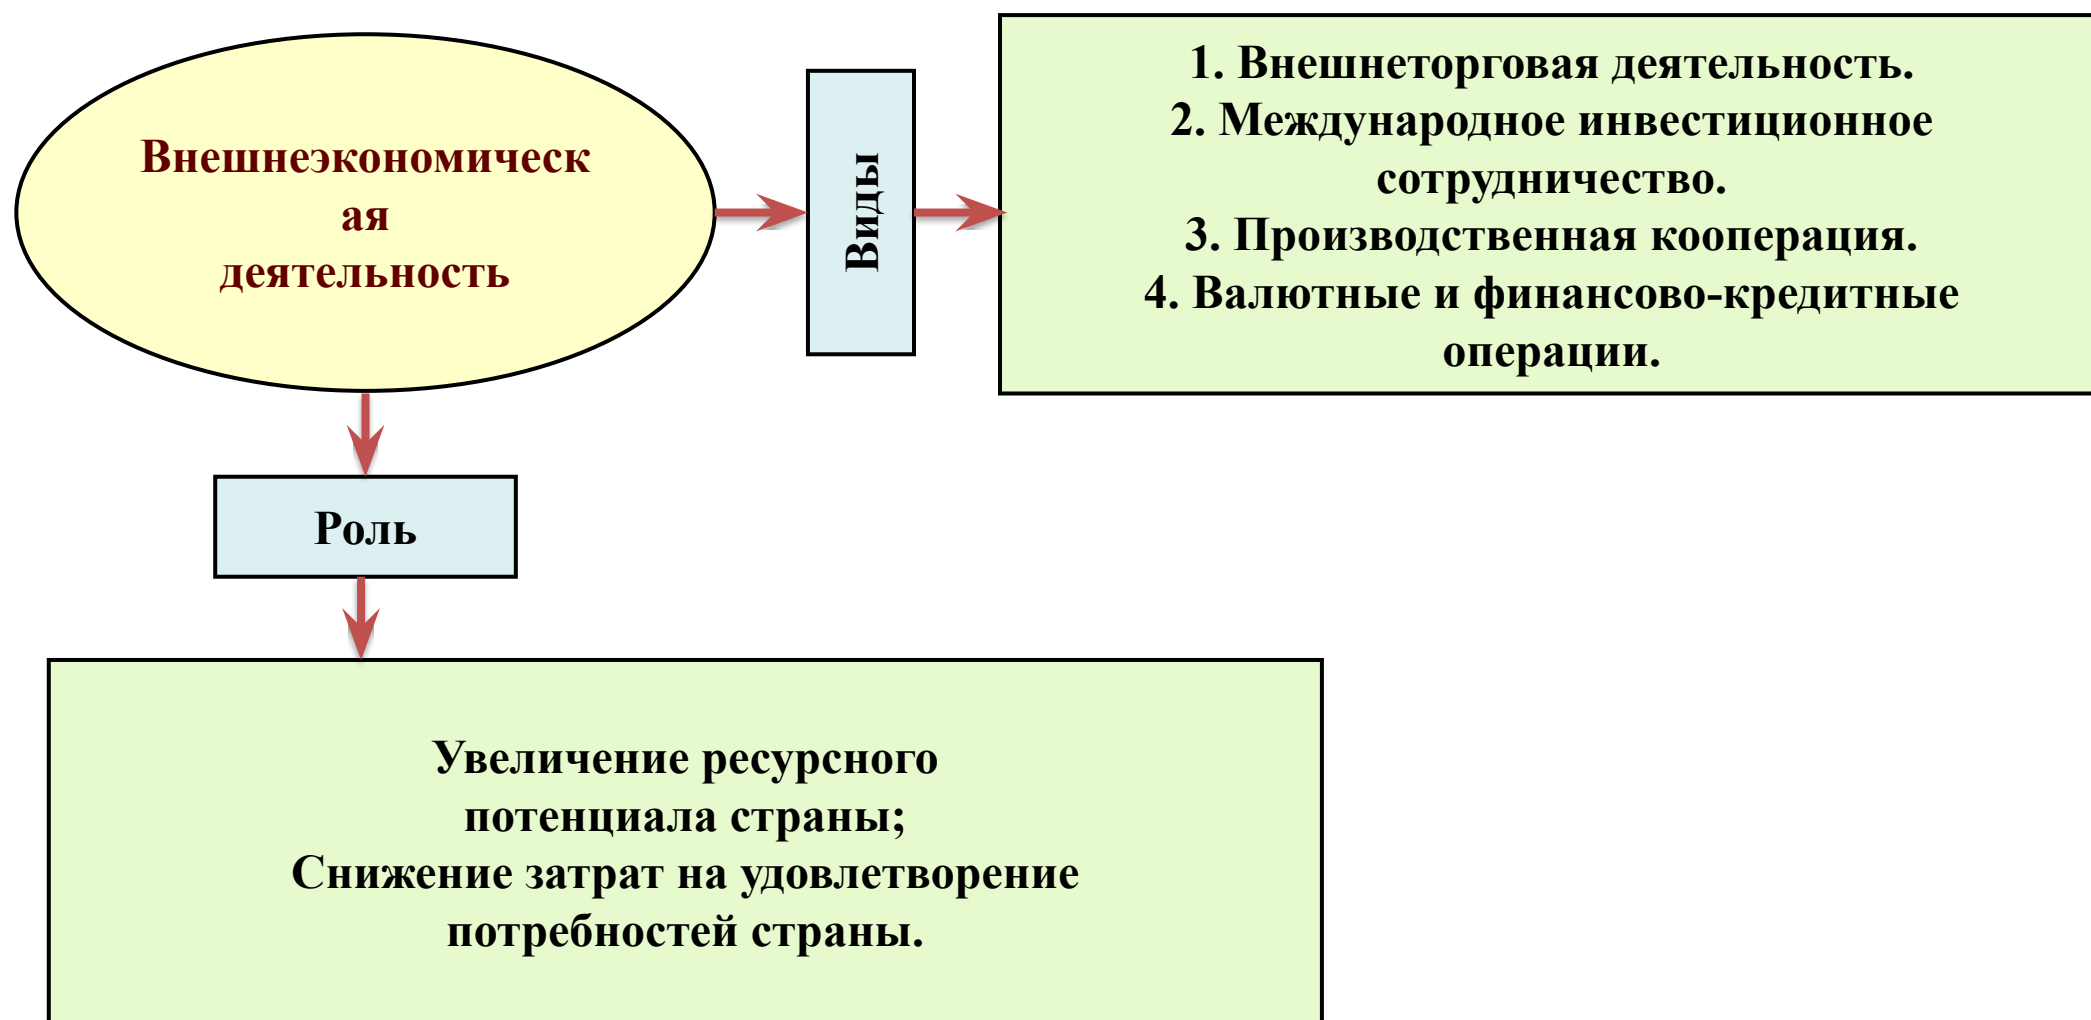 Внешнеэкономическ
ая
деятельность
Виды
1. Внешнеторговая деятельность.
2. Международное инвестиционное
сотрудничество.
3. Производственная кооперация.
4. Валютные и финансово-кредитные
операции.
Роль
Увеличение ресурсного
потенциала страны;
Снижение затрат на удовлетворение
потребностей страны.